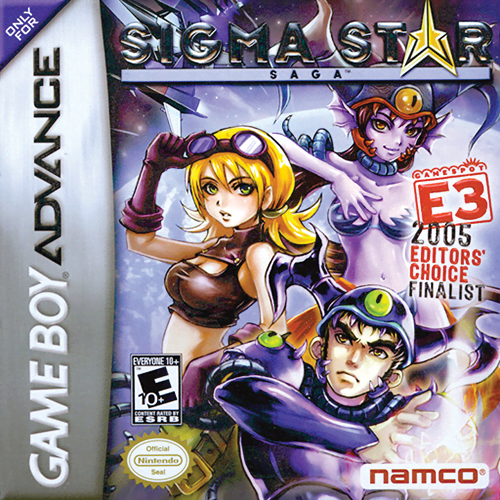 ONLY
FOR
GAME BOY ADVANCE
SIGMA STAR
SAGA™
GAMESPOT
E3
2005
EDITORS'
CHOICE
FINALIST
EVERYONE 10+
E
10+
CONTENT RATED BY
ESRB
Official
Nintendo
Seal
namco®